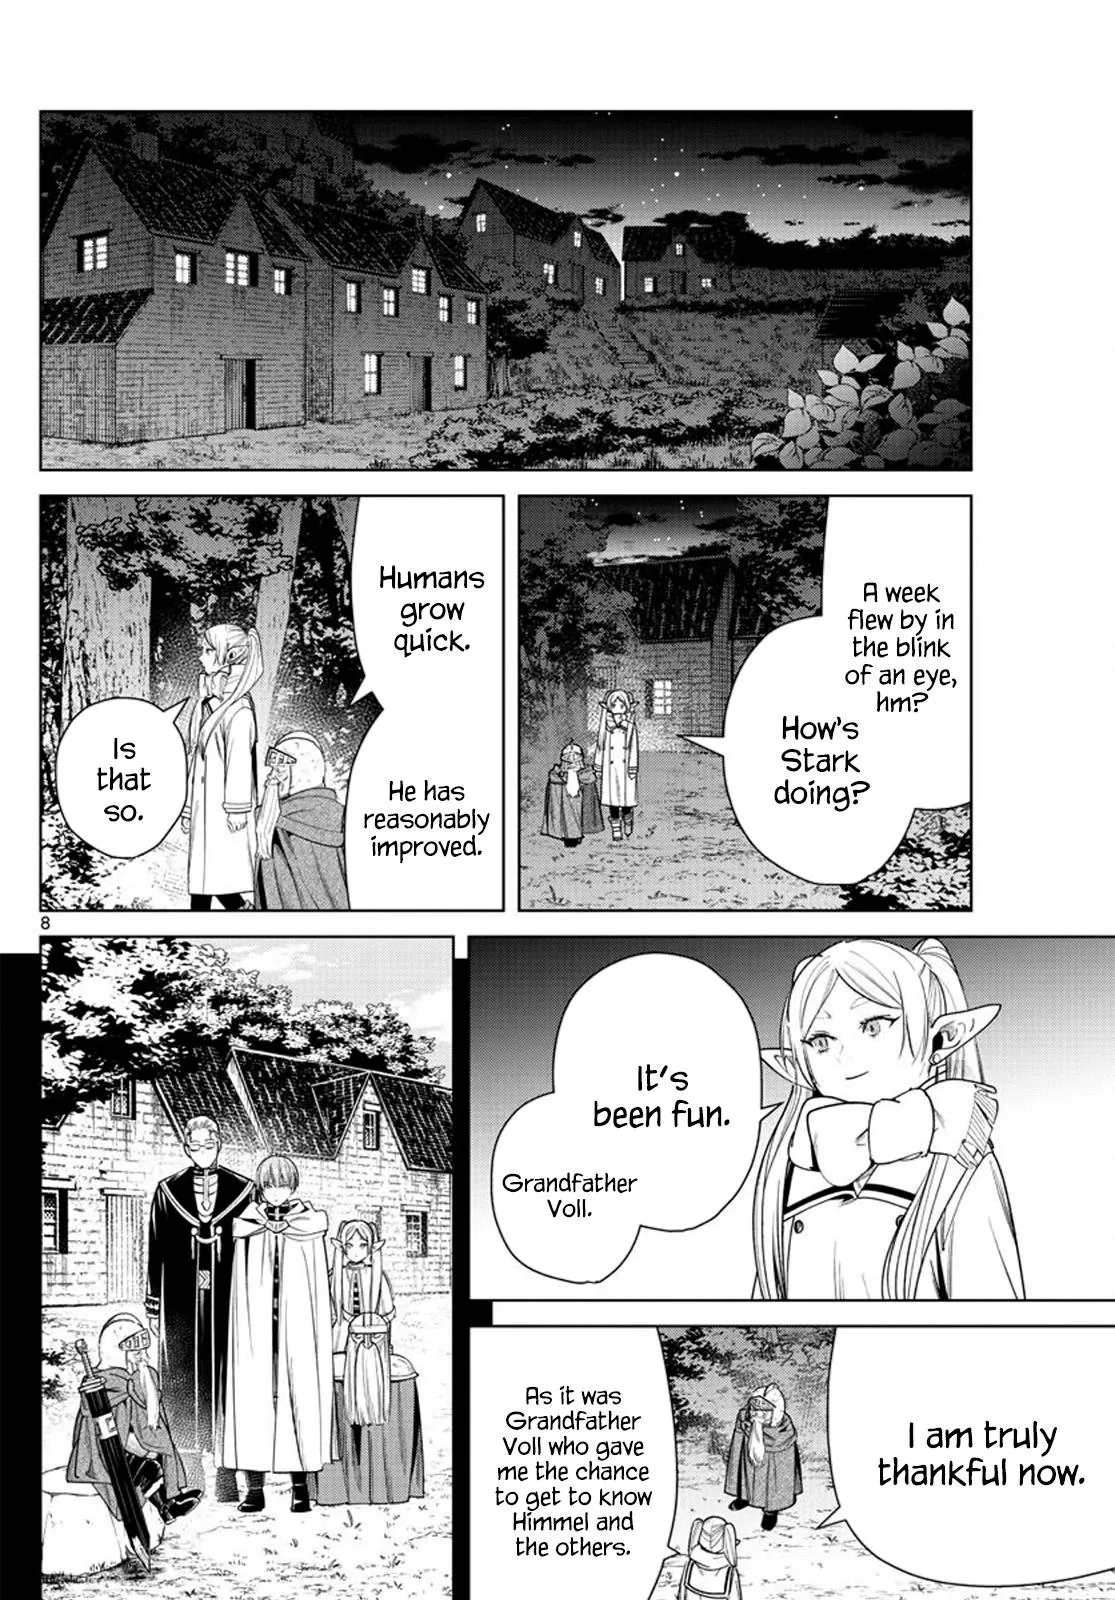 A week
flew by in
the blink
of an eye,
hm?
How's
Stark
doing?
Humans
grow
quick.
He has
reasonably
improved.
Is
that
so.
8
It's
been fun.
Grandfather
Voll.
I am truly
thankful now.
As it was
Grandfather
Voll who gave
me the chance
to get to know
Himmel and
the others.